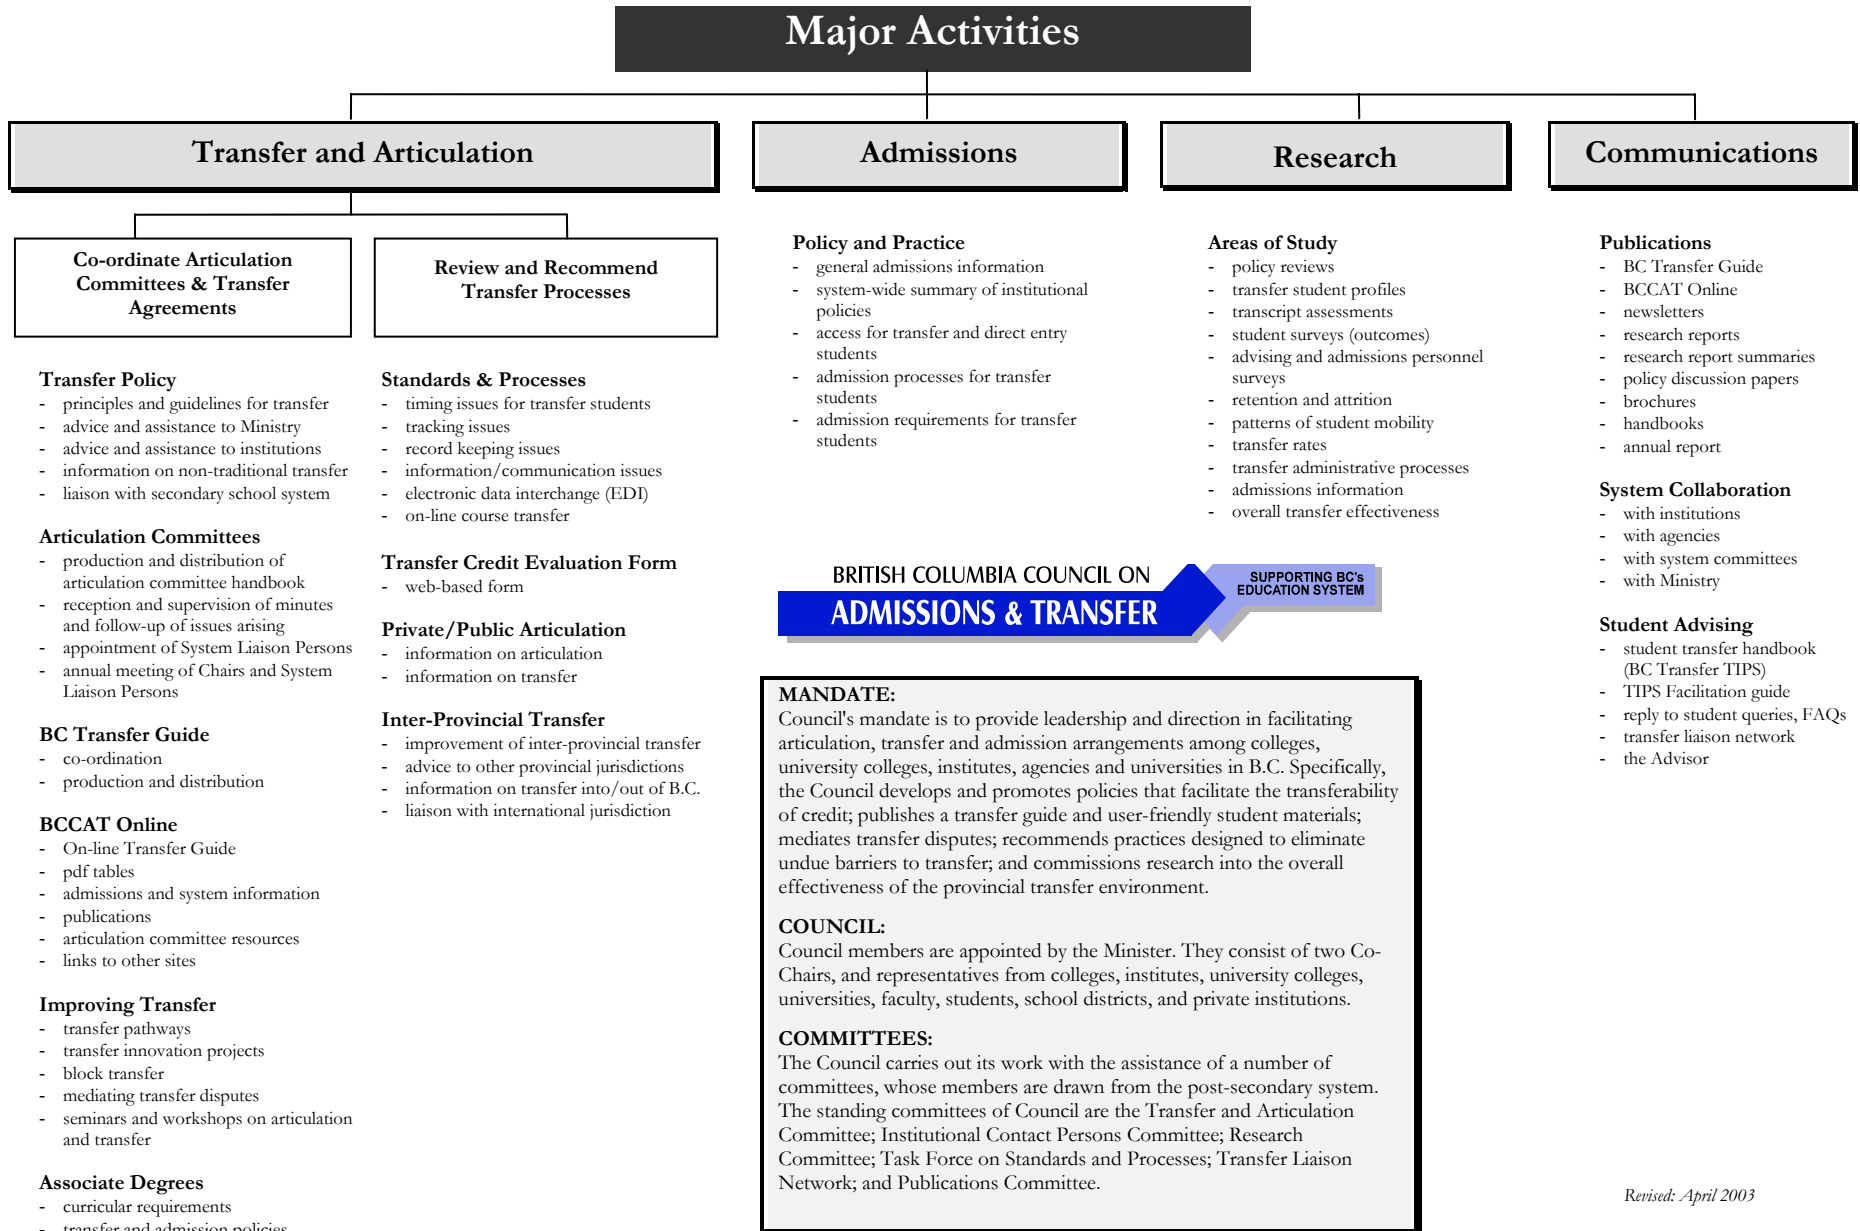 Major Activities
Transfer and Articulation
Co-ordinate Articulation
Committees & Transfer
Agreements
Transfer Policy
- principles and guidelines for transfer
- advice and assistance to Ministry
- advice and assistance to institutions
- information on non-traditional transfer
- liaison with secondary school system
Articulation Committees
- production and distribution of
articulation committee handbook
- reception and supervision of minutes
and follow-up of issues arising
- appointment of System Liaison Persons
- annual meeting of Chairs and System
Liaison Persons
BC Transfer Guide
- co-ordination
- production and distribution
BCCAT Online
- On-line Transfer Guide
- pdf tables
- admissions and system information
- publications
- articulation committee resources
- links to other sites
Improving Transfer
- transfer pathways
- transfer innovation projects
- block transfer
- mediating transfer disputes
- seminars and workshops on articulation
and transfer
Associate Degrees
- curricular requirements
- transfer and admission policies
Review and Recommend
Transfer Processes
Standards & Processes
- timing issues for transfer students
- tracking issues
- record keeping issues
- information/communication issues
- electronic data interchange (EDI)
- on-line course transfer
Transfer Credit Evaluation Form
- web-based form
Private/Public Articulation
- information on articulation
- information on transfer
Inter-Provincial Transfer
- improvement of inter-provincial transfer
- advice to other provincial jurisdictions
- information on transfer into/out of B.C.
- liaison with international jurisdiction
Admissions
Policy and Practice
- general admissions information
- system-wide summary of institutional
policies
- access for transfer and direct entry
students
- admission processes for transfer
students
- admission requirements for transfer
students
Research
Areas of Study
- policy reviews
- transfer student profiles
- transcript assessments
- student surveys (outcomes)
- advising and admissions personnel
surveys
- retention and attrition
- patterns of student mobility
- transfer rates
- transfer administrative processes
- admissions information
- overall transfer effectiveness
Communications
Publications
- BC Transfer Guide
- BCCAT Online
- newsletters
- research reports
- research report summaries
- policy discussion papers
- brochures
- handbooks
- annual report
System Collaboration
- with institutions
- with agencies
- with system committees
- with Ministry
Student Advising
- student transfer handbook
(BC Transfer TIPS)
- TIPS Facilitation guide
- reply to student queries, FAQs
- transfer liaison network
- the Advisor
BRITISH COLUMBIA COUNCIL ON
ADMISSIONS & TRANSFER
SUPPORTING BC's
EDUCATION SYSTEM
MANDATE:
Council's mandate is to provide leadership and direction in facilitating
articulation, transfer and admission arrangements among colleges,
university colleges, institutes, agencies and universities in B.C. Specifically,
the Council develops and promotes policies that facilitate the transferability
of credit; publishes a transfer guide and user-friendly student materials;
mediates transfer disputes; recommends practices designed to eliminate
undue barriers to transfer; and commissions research into the overall
effectiveness of the provincial transfer environment.
COUNCIL:
Council members are appointed by the Minister. They consist of two Co-
Chairs, and representatives from colleges, institutes, university colleges,
universities, faculty, students, school districts, and private institutions.
COMMITTEES:
The Council carries out its work with the assistance of a number of
committees, whose members are drawn from the post-secondary system.
The standing committees of Council are the Transfer and Articulation
Committee; Institutional Contact Persons Committee; Research
Committee; Task Force on Standards and Processes; Transfer Liaison
Network; and Publications Committee.
Revised: April 2003